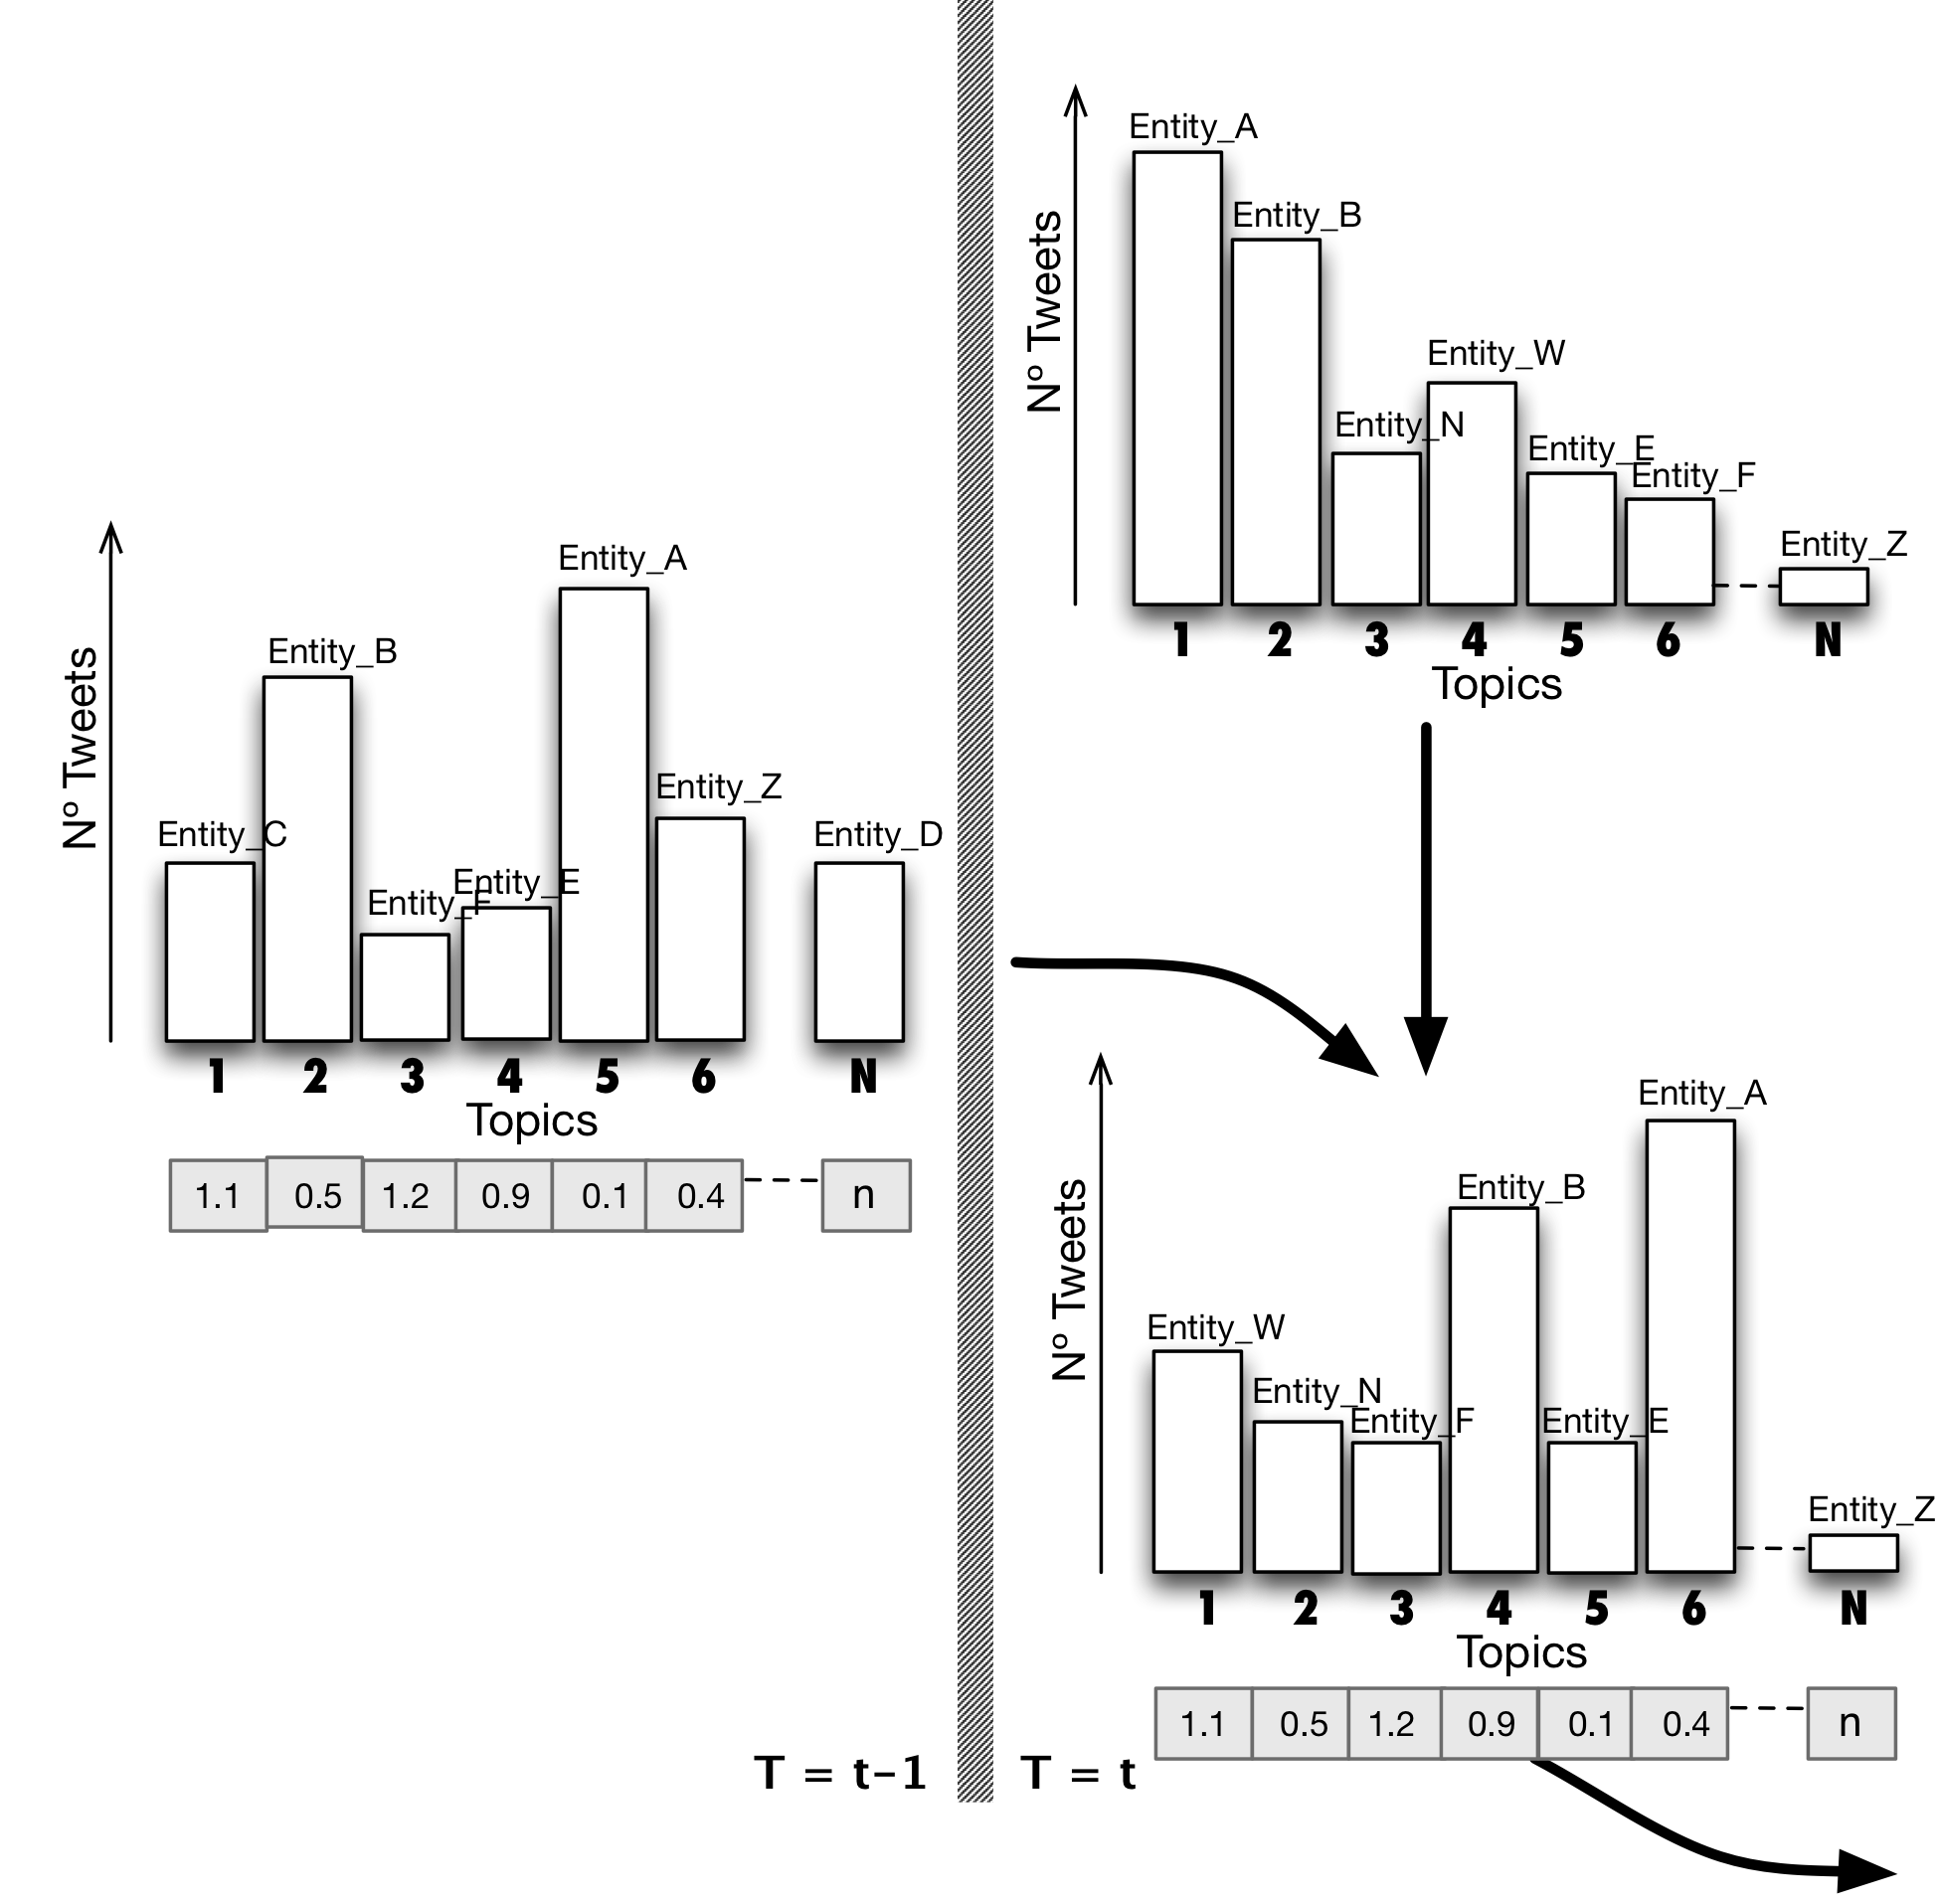 Entity_A
Entity_B
Entity_W
Entity_N
Entity_E
Entity_F
Entity_Z
Nº Tweets
1 2 3 4 5 6 N
Topics
Entity_A
Entity_B
Entity_Z
Entity_C
Entity_D
Entity_E
Entity_F
Nº Tweets
1 2 3 4 5 6 N
Topics
1.1 0.5 1.2 0.9 0.1 0.4 n
Entity_A
Entity_B
Entity_W
Entity_N
Entity_F
Entity_E
Entity_Z
Nº Tweets
1 2 3 4 5 6 N
Topics
1.1 0.5 1.2 0.9 0.1 0.4 n
T = t-1
T = t